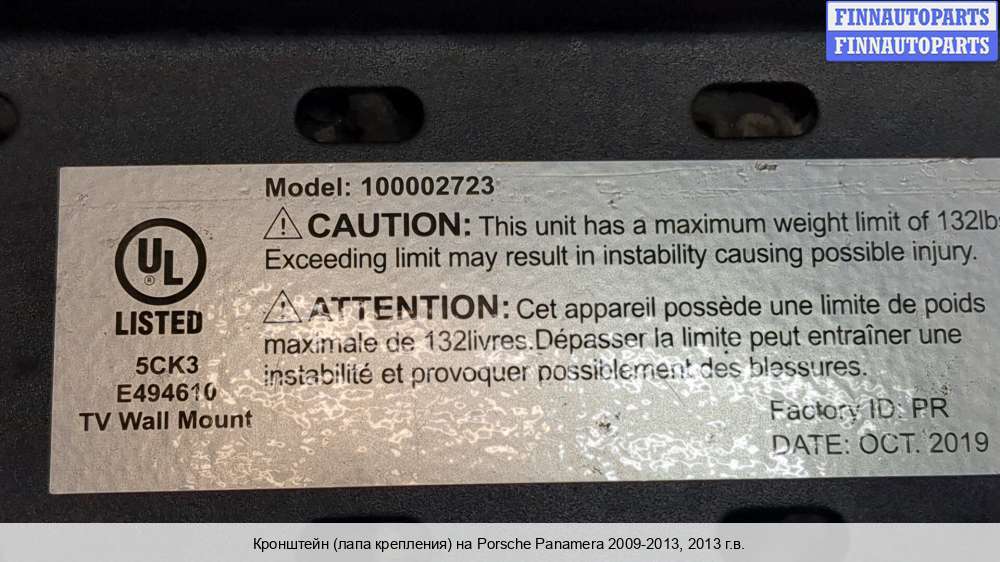 FINNAUTOPARTS
FINNAUTOPARTS
Model: 100002723
CAUTION: This unit has a maximum weight limit of 132lbs
Exceeding limit may result in instability causing possible injury.
ATTENTION: Cet appareil possède une limite de poids
maximale de 132livres.Dépasser la limite peut entraîner une
instabilité et provoquer possiblement des blessures.
UL
®
LISTED
5CK3
E494610
TV Wall Mount
Factory ID: PR
DATE: OCT. 2019
Кронштейн (лапа крепления) на Porsche Panamera 2009-2013, 2013 г.в.